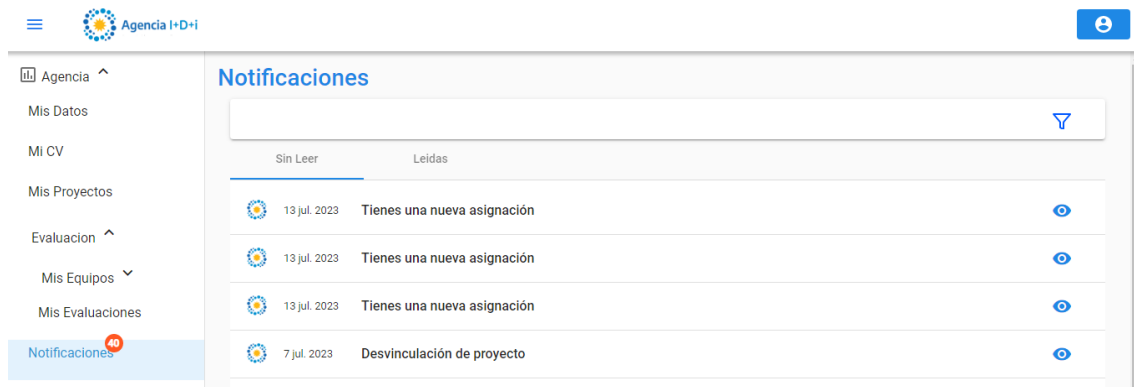 Agencia I+D+i
Agencia
Mis Datos
Mi CV
Mis Proyectos
Evaluacion
Mis Equipos
Mis Evaluaciones
Notificaciones 40
Notificaciones
Sin Leer Leidas
13 jul. 2023 Tienes una nueva asignación
13 jul. 2023 Tienes una nueva asignación
13 jul. 2023 Tienes una nueva asignación
7 jul. 2023 Desvinculación de proyecto